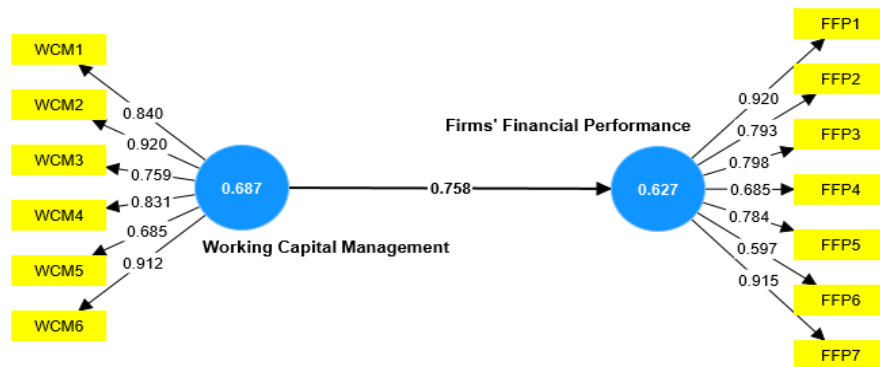 WCM1
WCM2
WCM3
WCM4
WCM5
WCM6
0.840
0.920
0.759
0.831
0.685
0.912
0.687
Working Capital Management
0.758
Firms' Financial Performance
0.627
0.920
0.793
0.798
0.685
0.784
0.597
0.915
FFP1
FFP2
FFP3
FFP4
FFP5
FFP6
FFP7